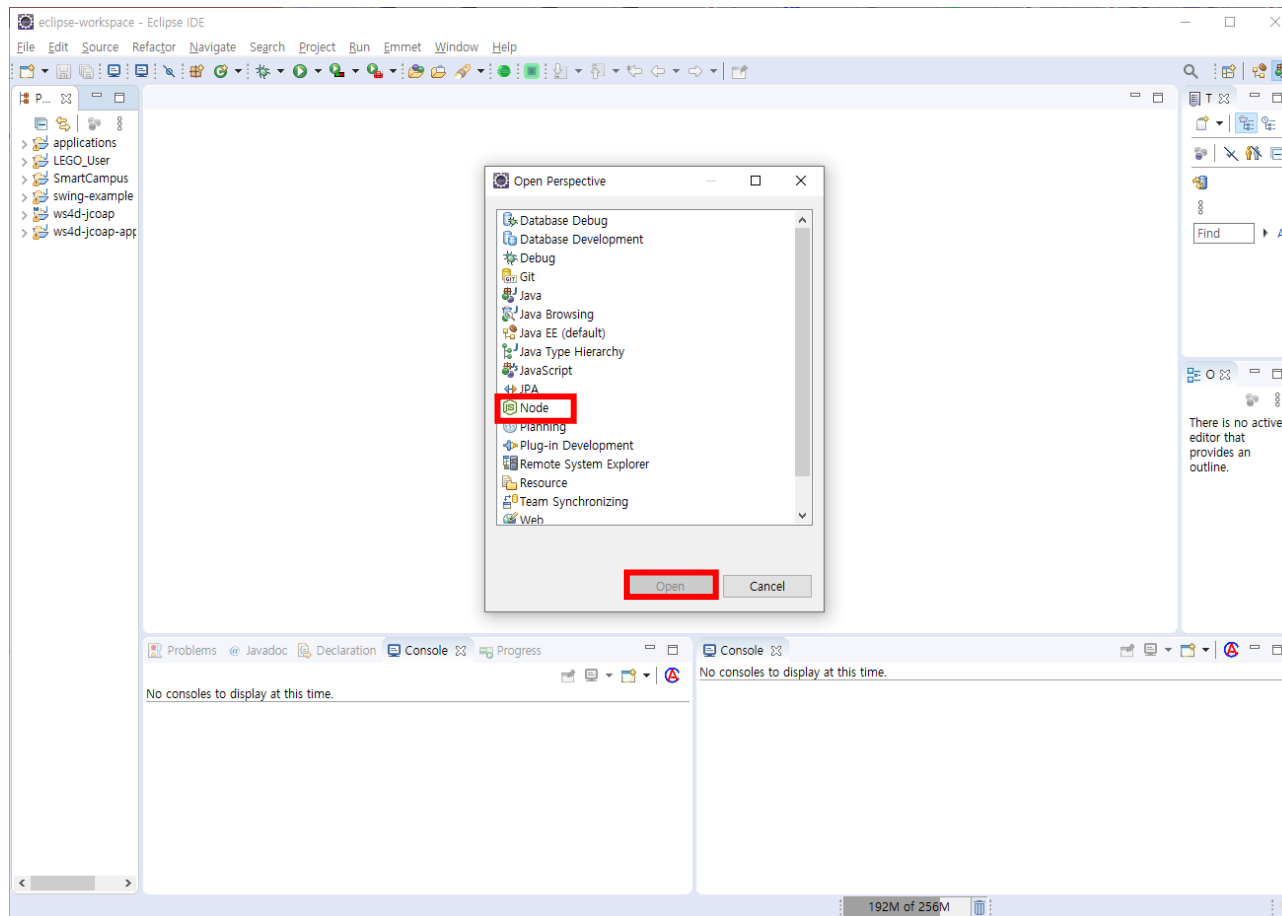 eclipse-workspace - Eclipse IDE
File Edit Source Refactor Navigate Search Project Run Emmet Window Help
P...
T
applications
LEGO_User
SmartCampus
swing-example
ws4d-jcoap
ws4d-jcoap-app
Find
Open Perspective
Database Debug
Database Development
Debug
Git
Java
Java Browsing
Java EE (default)
Java Type Hierarchy
JavaScript
JPA
Node
Planning
Plug-in Development
Remote System Explorer
Resource
Team Synchronizing
Web
Open Cancel
O
There is no active
editor that
provides an
outline.
Problems @ Javadoc Declaration Console Progress
No consoles to display at this time.
Console
No consoles to display at this time.
192M of 256M